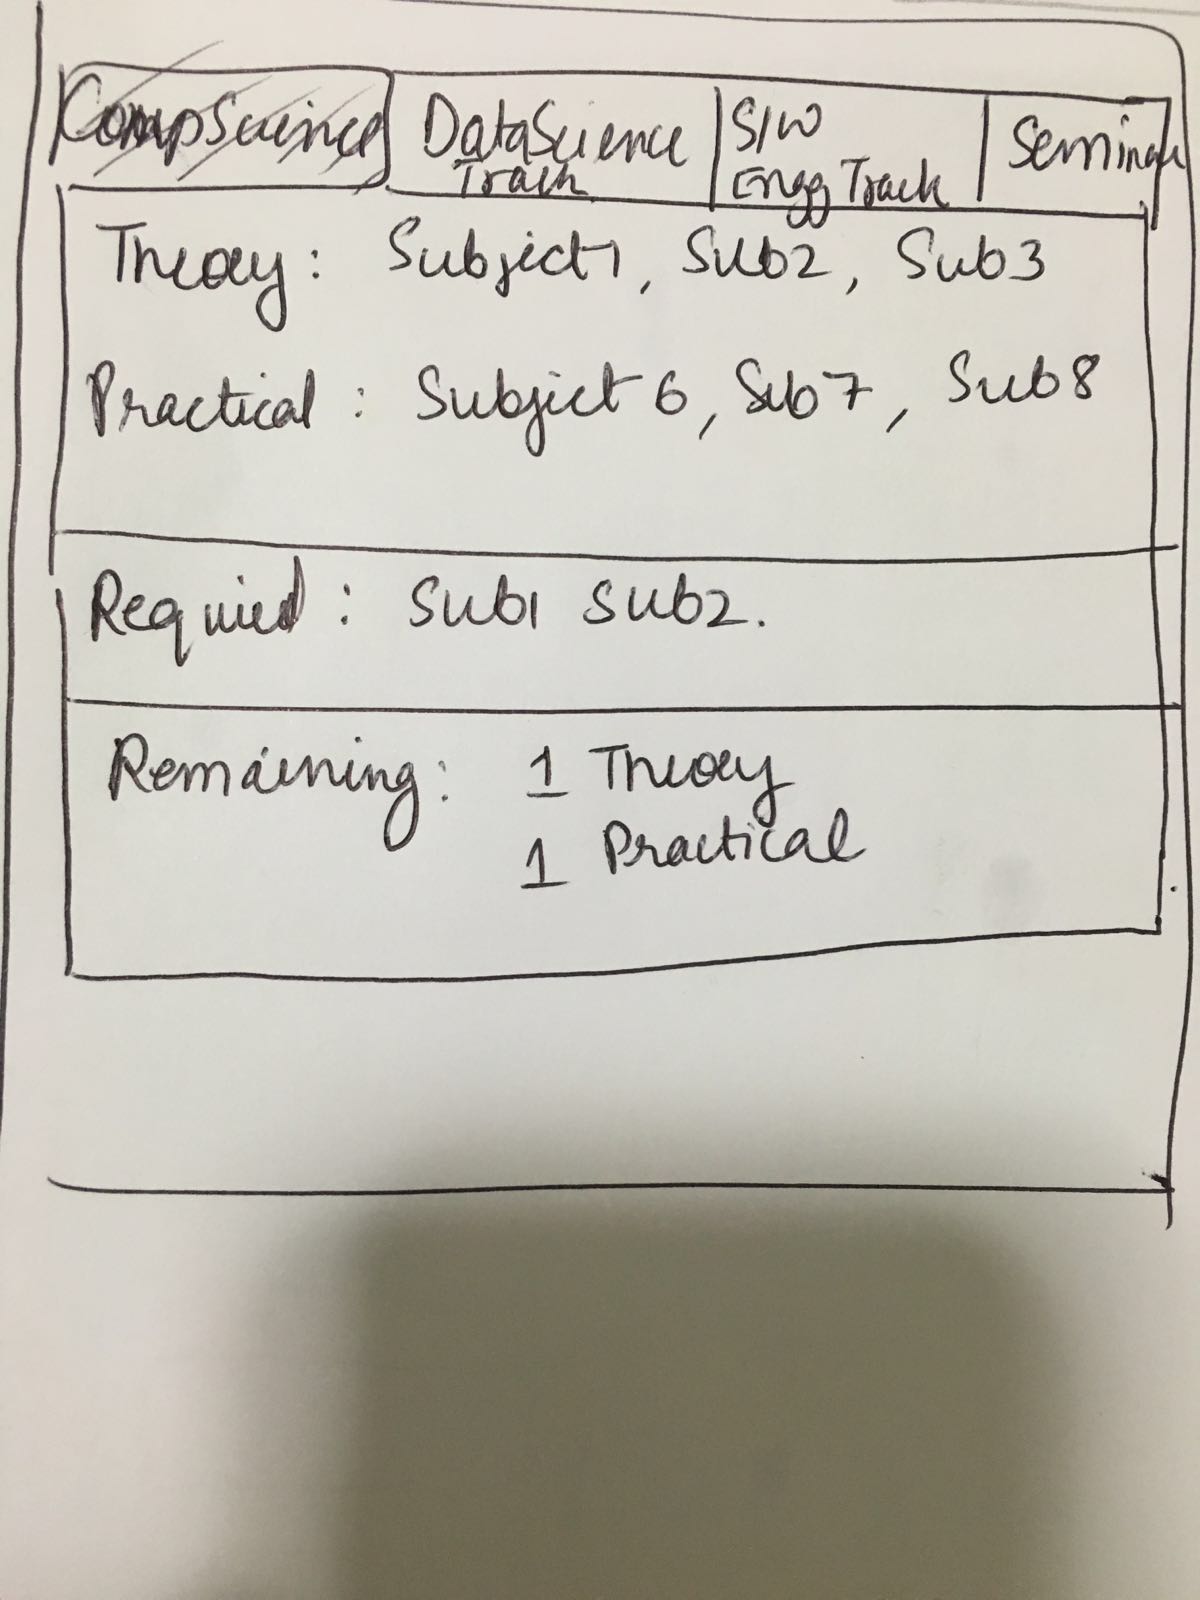 CompScience
DataScience
Track
S/W
Engg Track
Seminar
Theory: Subject1, Sub2, Sub3
Practical: Subject 6, Sub7, Sub8
Required: Sub1 Sub2.
Remaining: 1 Theory
1 Practical